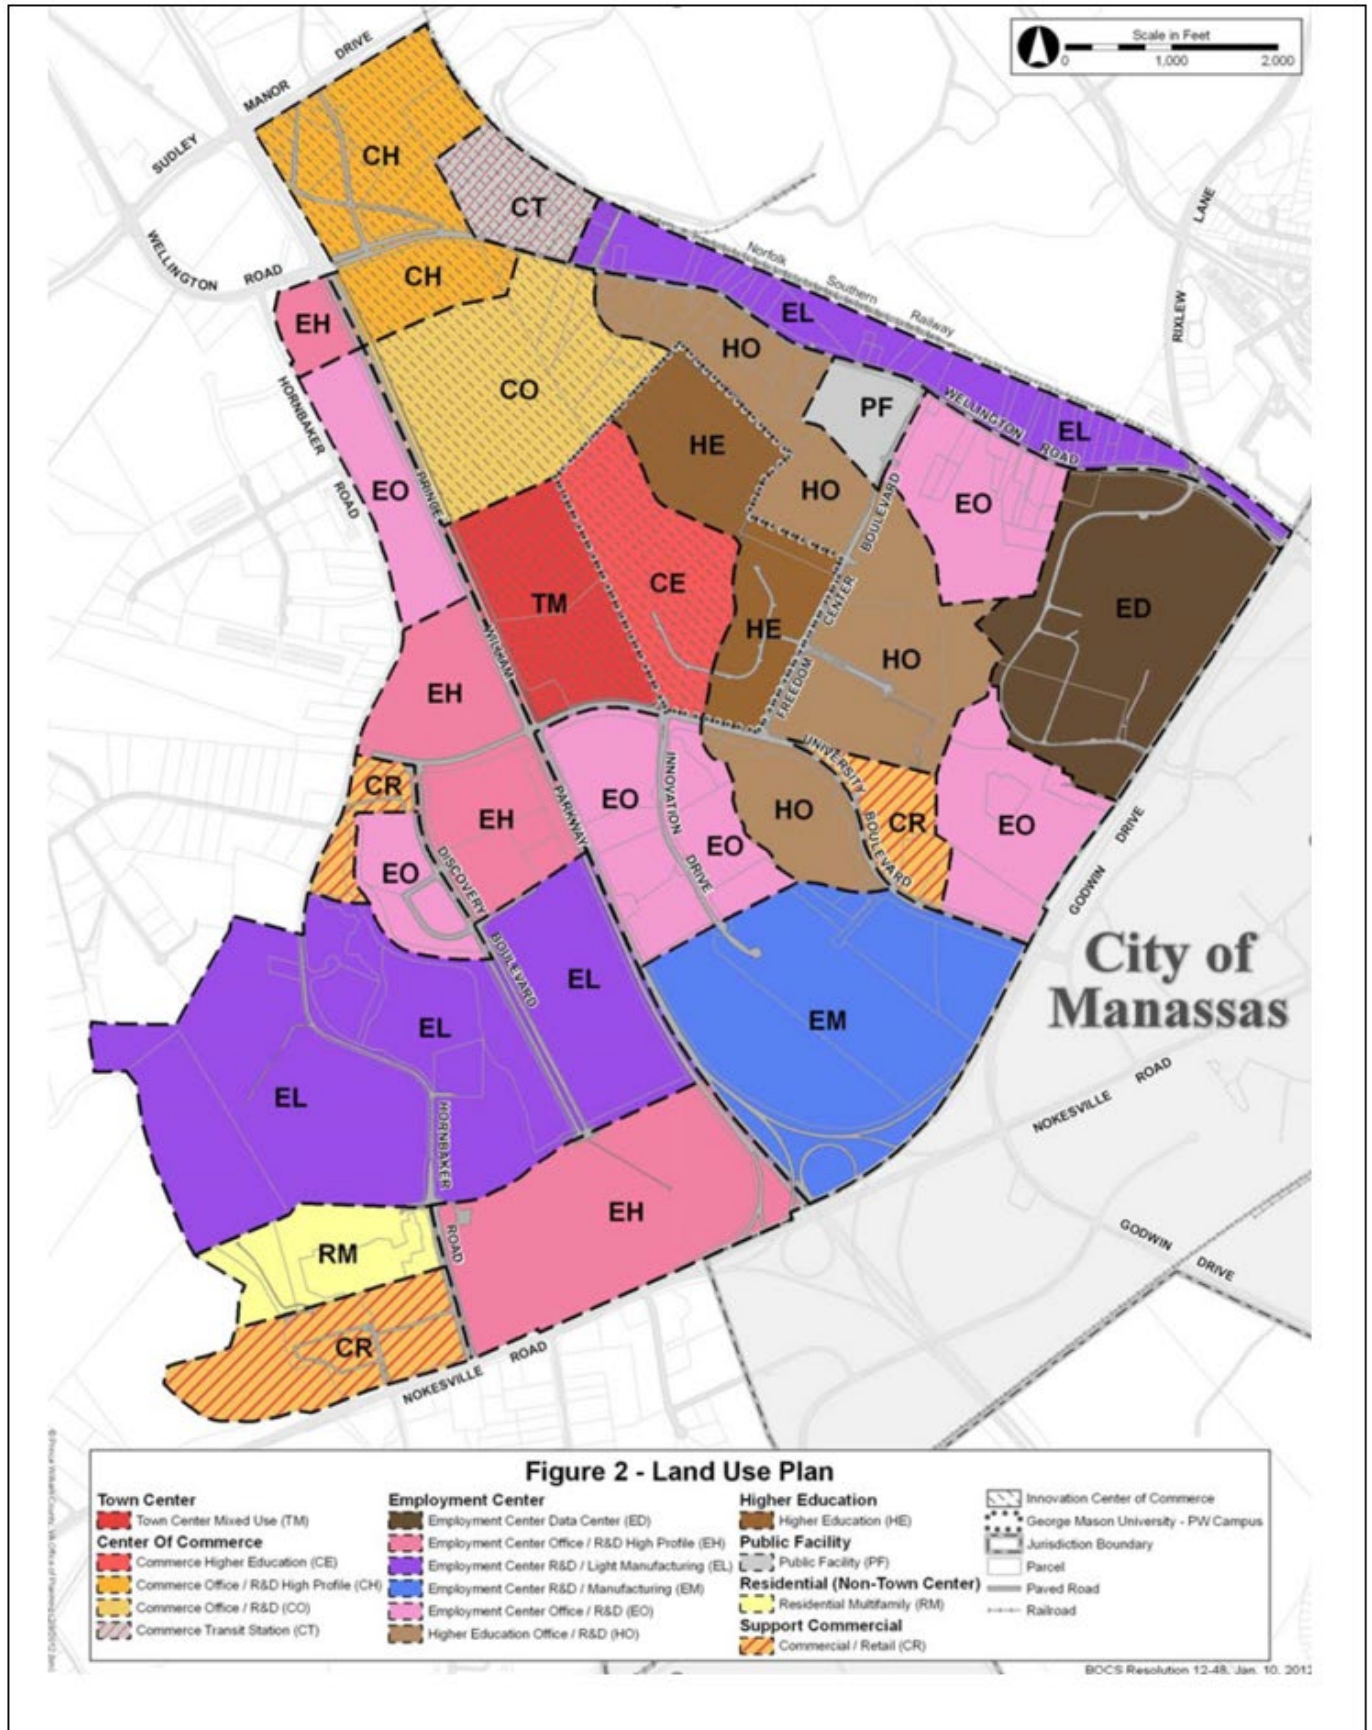 Scale in Feet
0 1,000 2,000
SUDLEY MANOR DRIVE
CH
CT
WELLINGTON ROAD
LANE
RIXLEW
Norfolk Southern Railway
CH
EH
EL
HO
CO
PF
HORNBAKER ROAD
WELLINGTON ROAD
EL
HE
EO
PRINCE
HO
EO
BOULEVARD
TM
CE
CENTER
ED
HE
HO
WILLIAM
FREEDOM
EH
UNIVERSITY BOULEVARD
CR
INNOVATION DRIVE
EO
EH
PARKWAY
HO
CR
EO
EO
EO
DISCOVERY BOULEVARD
GODWIN DRIVE
City of
Manassas
EL
EL
EM
EL
NOKESVILLE ROAD
HORNBAKER ROAD
EH
GODWIN DRIVE
RM
CR
NOKESVILLE ROAD
Figure 2 - Land Use Plan
Town Center
Town Center Mixed Use (TM)
Center Of Commerce
Commerce Higher Education (CE)
Commerce Office / R&D High Profile (CH)
Commerce Office / R&D (CO)
Commerce Transit Station (CT)
Employment Center
Employment Center Data Center (ED)
Employment Center Office / R&D High Profile (EH)
Employment Center R&D / Light Manufacturing (EL)
Employment Center R&D / Manufacturing (EM)
Employment Center Office / R&D (EO)
Higher Education Office / R&D (HO)
Higher Education
Higher Education (HE)
Public Facility
Public Facility (PF)
Residential (Non-Town Center)
Residential Multifamily (RM)
Support Commercial
Commercial / Retail (CR)
Innovation Center of Commerce
George Mason University - PW Campus
Jurisdiction Boundary
Parcel
Paved Road
Railroad
BOCS Resolution 12-48, Jan. 10, 2012